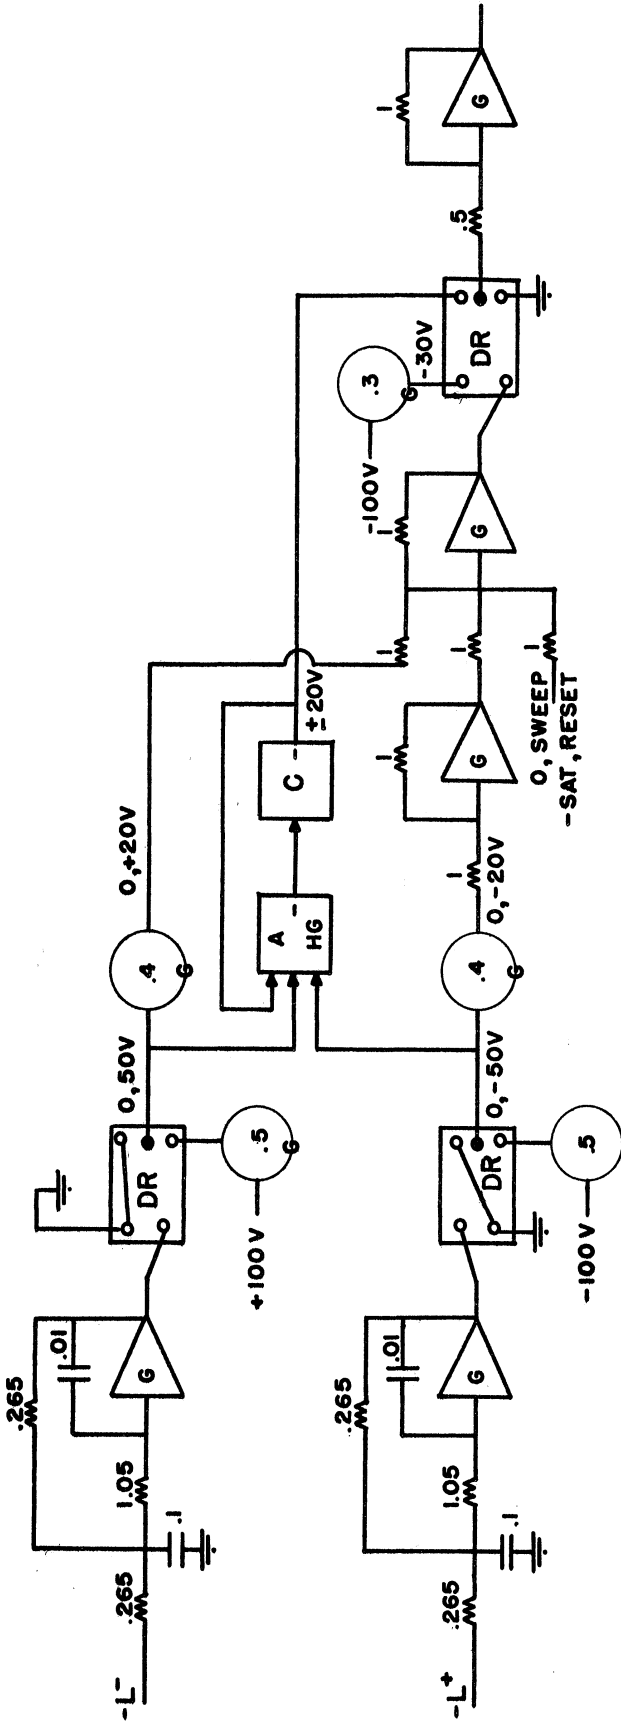 -L⁻
.265
.1
1.05
.265
.01
G
DR
+100V
.5
G
0,50V
.4
G
0,+20V
A
HG
-
C
-
±20V
-L⁺
.265
.1
1.05
.265
.01
G
DR
-100V
.5
0,-50V
.4
G
0,-20V
1
1
G
1
1
1
0, SWEEP
-SAT, RESET
1
G
-100V
.3
G
-30V
DR
.5
1
G